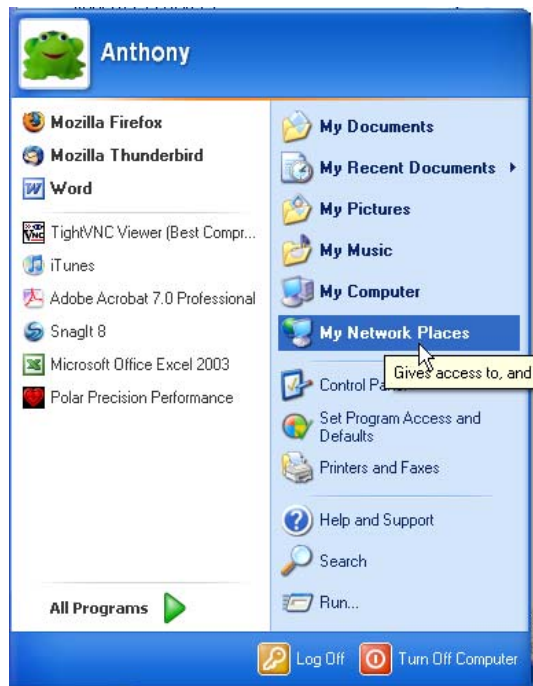 Anthony
Mozilla Firefox
Mozilla Thunderbird
Word
TightVNC Viewer (Best Compr...
iTunes
Adobe Acrobat 7.0 Professional
SnagIt 8
Microsoft Office Excel 2003
Polar Precision Performance
All Programs
My Documents
My Recent Documents
My Pictures
My Music
My Computer
My Network Places
Gives access to, and
Control
Set Program Access and
Defaults
Printers and Faxes
Help and Support
Search
Run...
Log Off
Turn Off Computer